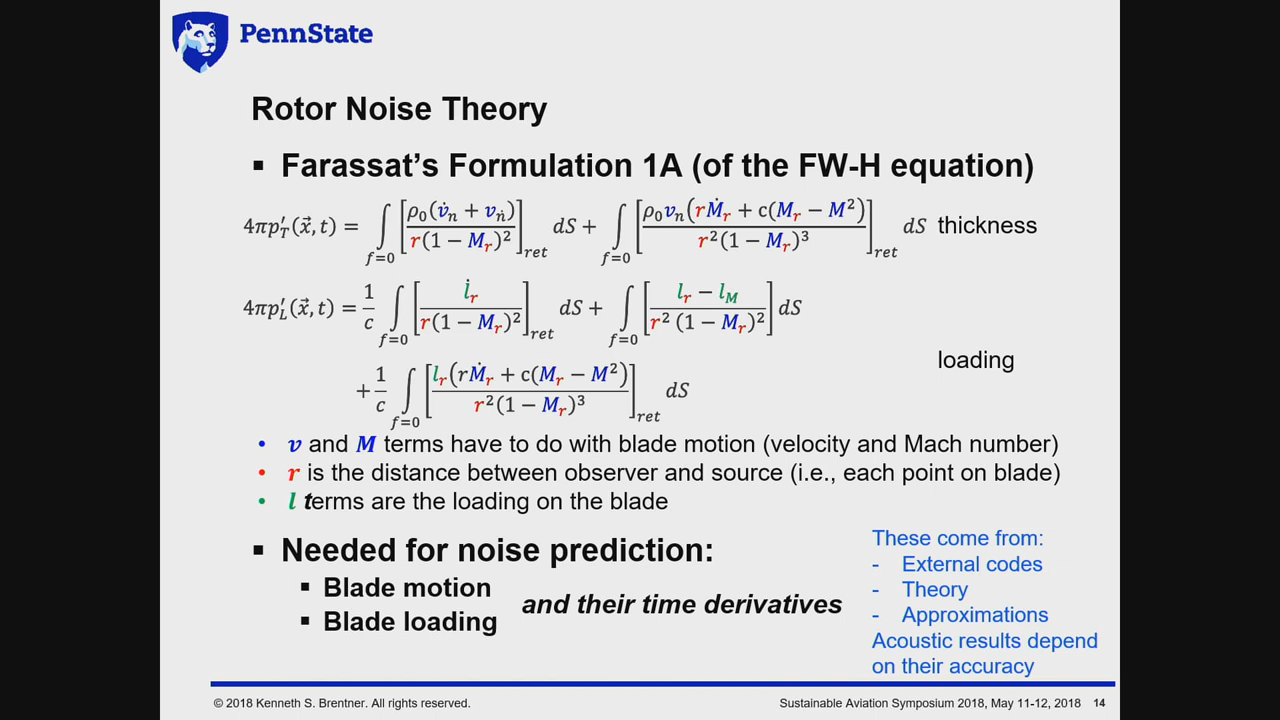 PennState
Rotor Noise Theory
▪ Farassat's Formulation 1A (of the FW-H equation)
4πp′_T(x⃗, t) = ∫_{f=0} [ρ₀(v̇_n + v_ṅ) / r(1 − M_r)²]_ret dS + ∫_{f=0} [ρ₀v_n(rṀ_r + c(M_r − M²) / r²(1 − M_r)³]_ret dS thickness
4πp′_L(x⃗, t) = 1/c ∫_{f=0} [l̇_r / r(1 − M_r)²]_ret dS + ∫_{f=0} [l_r − l_M / r² (1 − M_r)²] dS
loading
+ 1/c ∫_{f=0} [l_r(rṀ_r + c(M_r − M²) / r²(1 − M_r)³]_ret dS
• v and M terms have to do with blade motion (velocity and Mach number)
• r is the distance between observer and source (i.e., each point on blade)
• l terms are the loading on the blade
▪ Needed for noise prediction:
▪ Blade motion
▪ Blade loading
and their time derivatives
These come from:
- External codes
- Theory
- Approximations
Acoustic results depend
on their accuracy
© 2018 Kenneth S. Brentner. All rights reserved.
Sustainable Aviation Symposium 2018, May 11-12, 2018 14